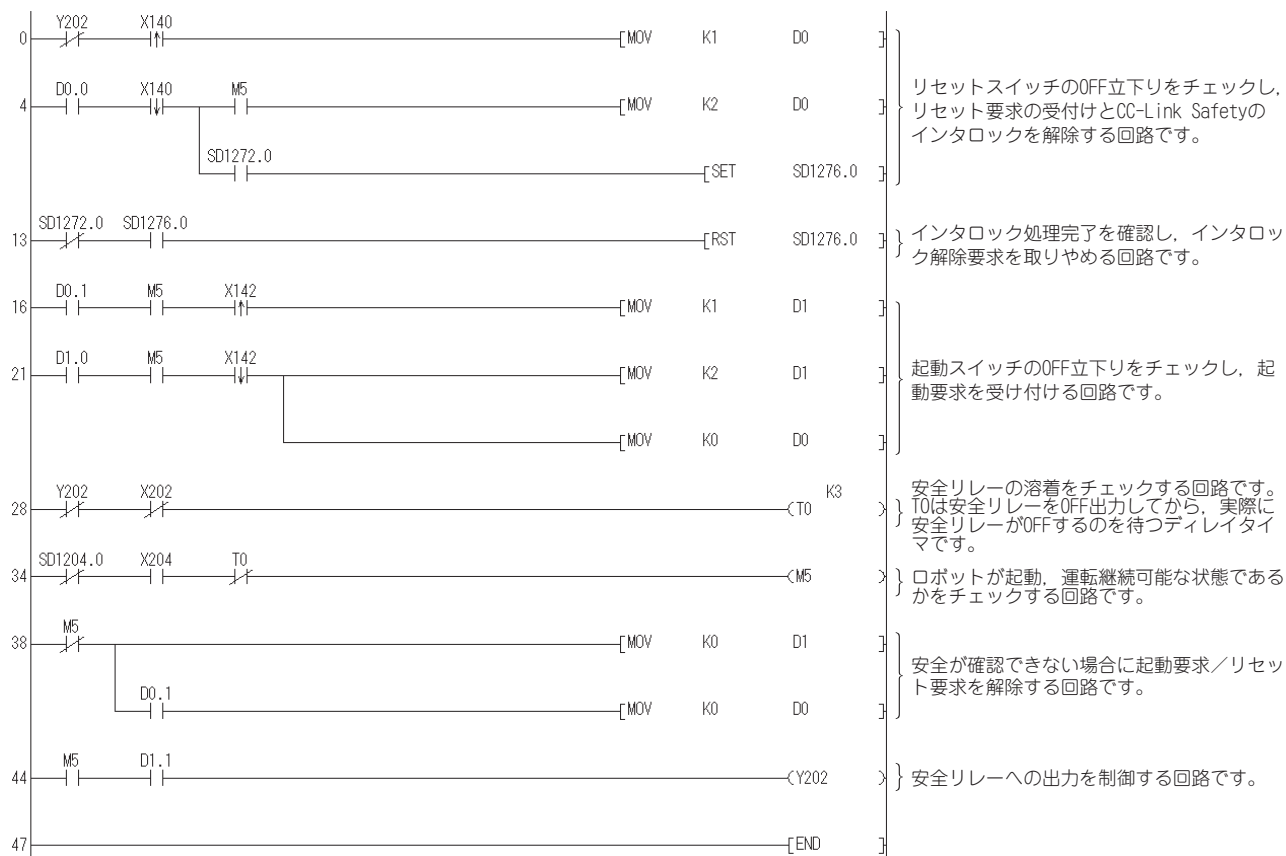 Y202 X140
0 MOV K1 D0
D0.0 X140 M5
4 MOV K2 D0
SD1272.0
SET SD1276.0
リセットスイッチのOFF立下りをチェックし，
リセット要求の受付けとCC-Link Safetyの
インタロックを解除する回路です。
SD1272.0 SD1276.0
13 RST SD1276.0
インタロック処理完了を確認し，インタロッ
ク解除要求を取りやめる回路です。
D0.1 M5 X142
16 MOV K1 D1
D1.0 M5 X142
21 MOV K2 D1
MOV K0 D0
起動スイッチのOFF立下りをチェックし，起
動要求を受け付ける回路です。
Y202 X202 K3
28 T0
安全リレーの溶着をチェックする回路です。
T0は安全リレーをOFF出力してから，実際に
安全リレーがOFFするのを待つディレイタイ
マです。
SD1204.0 X204 T0
34 M5
ロボットが起動，運転継続可能な状態である
かをチェックする回路です。
M5
38 MOV K0 D1
D0.1
MOV K0 D0
安全が確認できない場合に起動要求／リセッ
ト要求を解除する回路です。
M5 D1.1
44 Y202
安全リレーへの出力を制御する回路です。
47 END